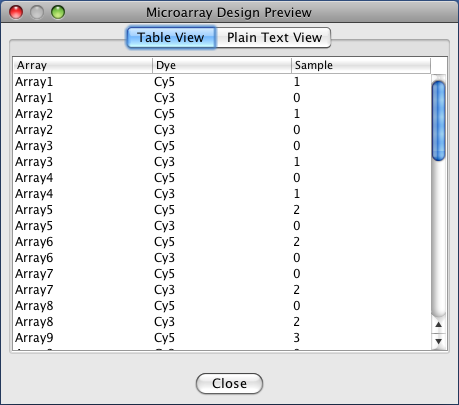 Microarray Design Preview
Table View Plain Text View
Array Dye Sample
Array1 Cy5 1
Array1 Cy3 0
Array2 Cy5 1
Array2 Cy3 0
Array3 Cy5 0
Array3 Cy3 1
Array4 Cy5 0
Array4 Cy3 1
Array5 Cy5 2
Array5 Cy3 0
Array6 Cy5 2
Array6 Cy3 0
Array7 Cy5 0
Array7 Cy3 2
Array8 Cy5 0
Array8 Cy3 2
Array9 Cy5 3
Close